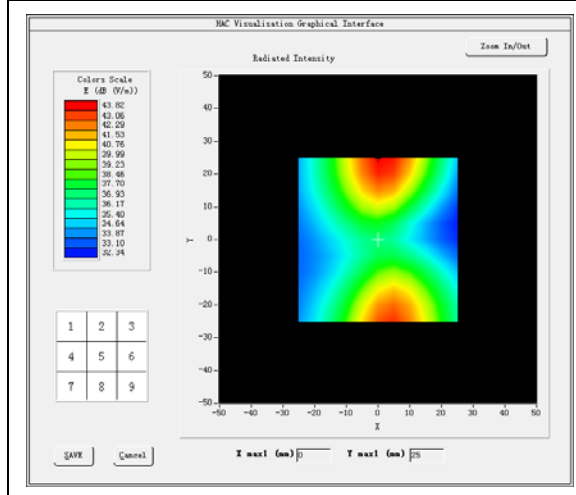 HAC Visualisation Graphical Interface
Zoom In/Out
Radiated Intensity
Colors Scale
E (dB (V/m))
43.82
43.06
42.29
41.53
40.76
39.99
39.23
38.46
37.70
36.93
36.17
35.40
34.64
33.87
33.10
32.34
50
40
30
20
10
0
-10
-20
-30
-40
-50
Y
-50 -40 -30 -20 -10 0 10 20 30 40 50
X
1 2 3
4 5 6
7 8 9
SAVE Cancel
X max1 (mm) 0 Y max1 (mm) 25